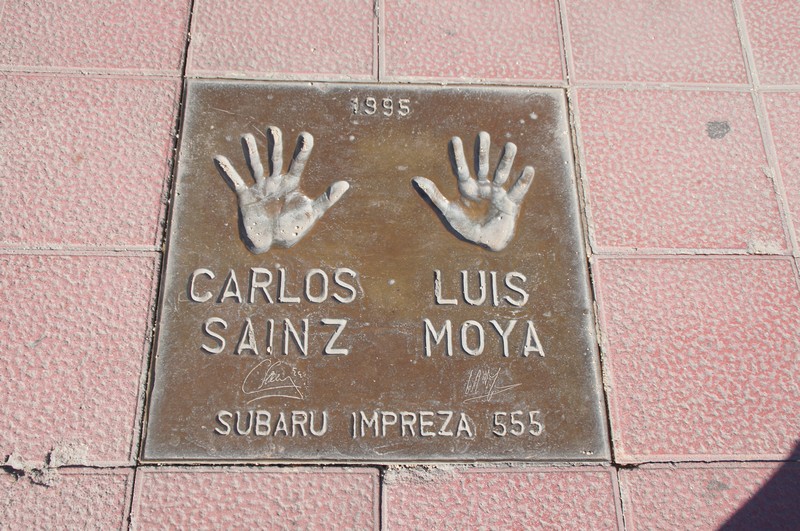 1995
CARLOS LUIS
SAINZ MOYA
SUBARU IMPREZA 555